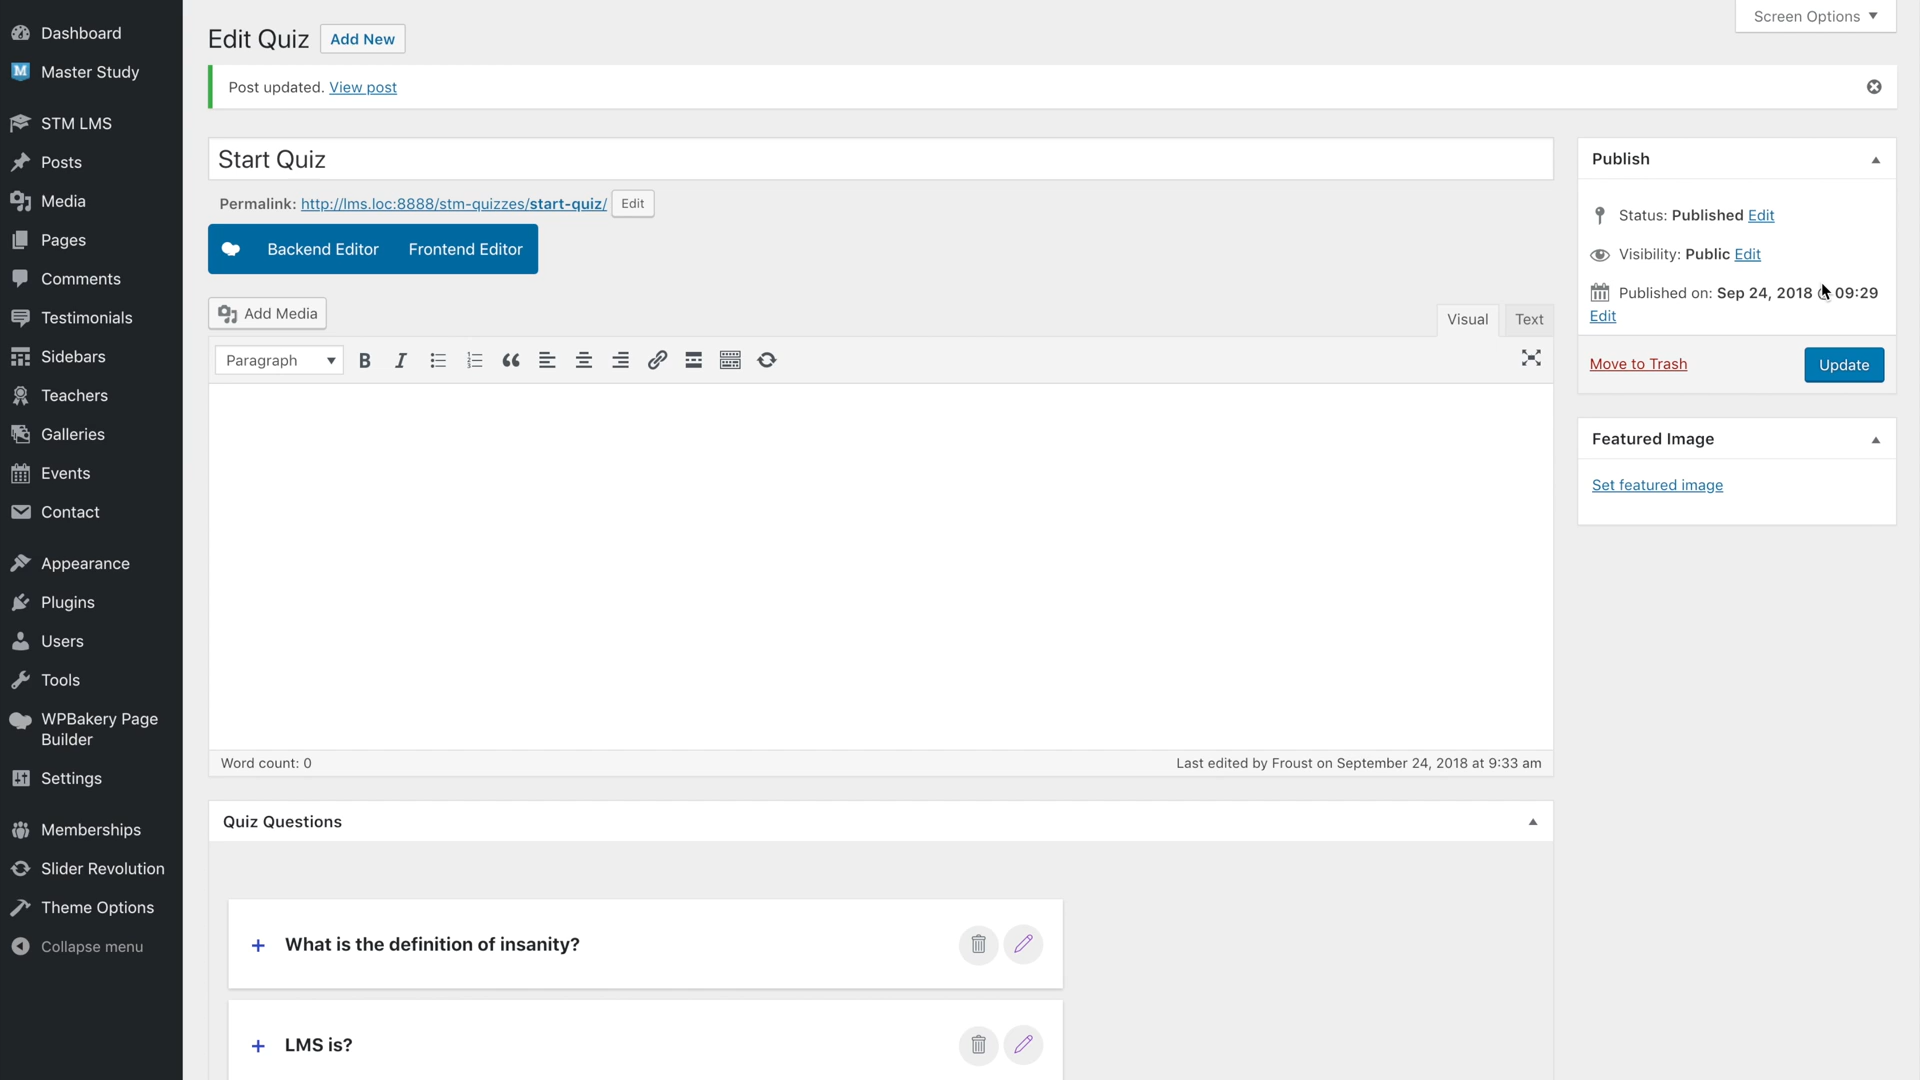 Dashboard
Master Study
STM LMS
Posts
Media
Pages
Comments
Testimonials
Sidebars
Teachers
Galleries
Events
Contact
Appearance
Plugins
Users
Tools
WPBakery Page
Builder
Settings
Memberships
Slider Revolution
Theme Options
Collapse menu
Screen Options
Edit Quiz Add New
Post updated. View post
Start Quiz
Permalink: http://lms.loc:8888/stm-quizzes/start-quiz/ Edit
Backend Editor Frontend Editor
Add Media
Visual Text
Paragraph B I
Word count: 0
Last edited by Froust on September 24, 2018 at 9:33 am
Quiz Questions
+ What is the definition of insanity?
+ LMS is?
Publish
Status: Published Edit
Visibility: Public Edit
Published on: Sep 24, 2018 @ 09:29
Edit
Move to Trash Update
Featured Image
Set featured image